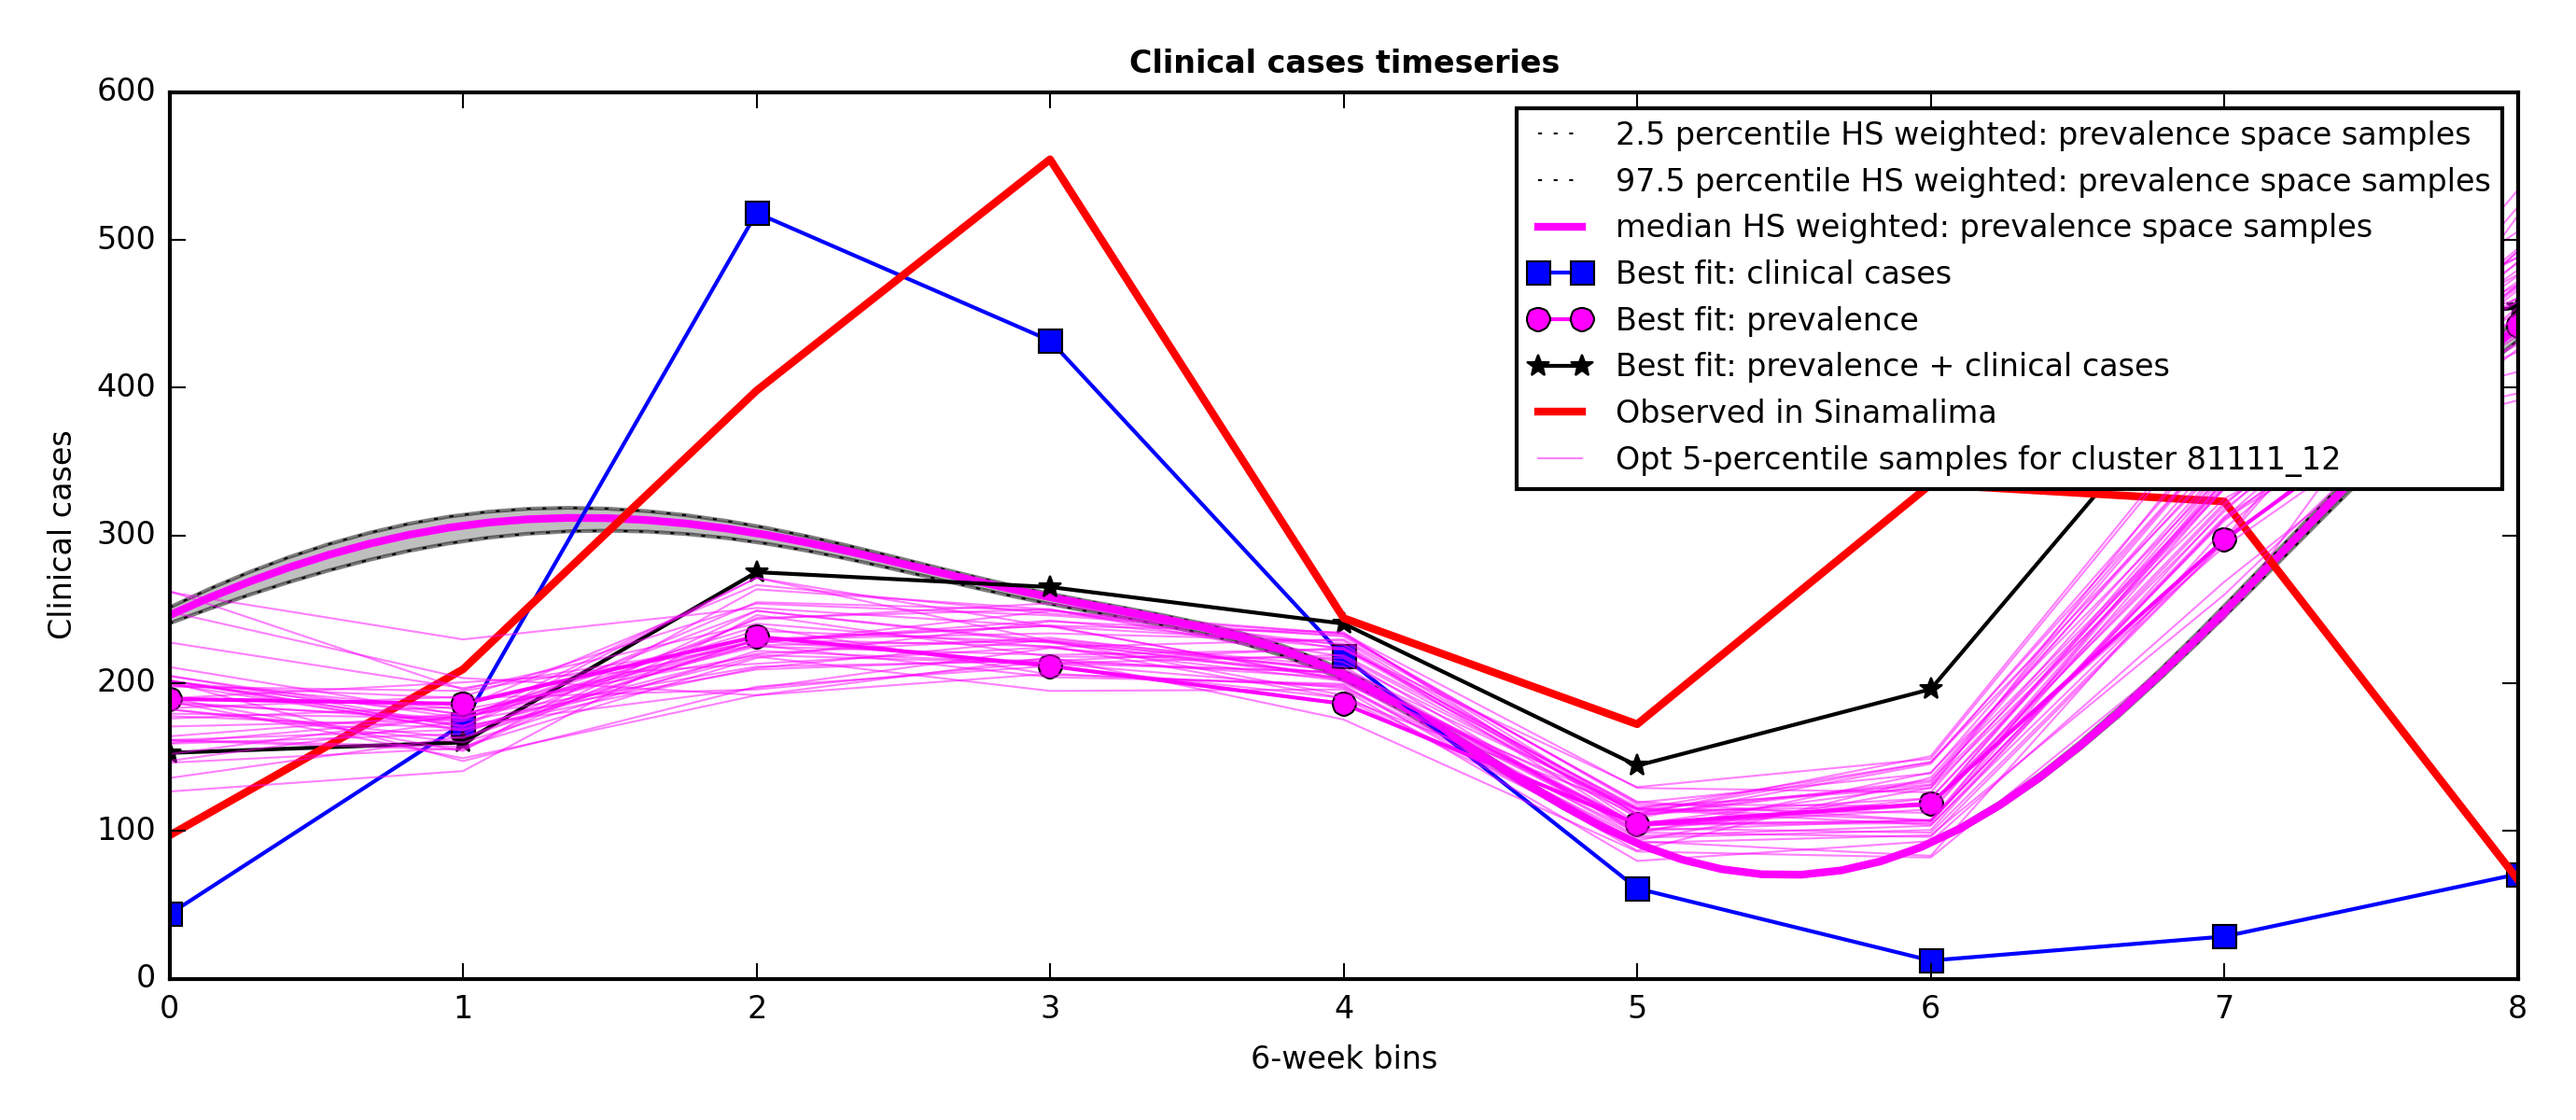 Clinical cases timeseries
600
500
400
300
200
100
0
Clinical cases
2.5 percentile HS weighted: prevalence space samples
97.5 percentile HS weighted: prevalence space samples
median HS weighted: prevalence space samples
Best fit: clinical cases
Best fit: prevalence
Best fit: prevalence + clinical cases
Observed in Sinamalima
Opt 5-percentile samples for cluster 81111_12
0 1 2 3 4 5 6 7 8
6-week bins